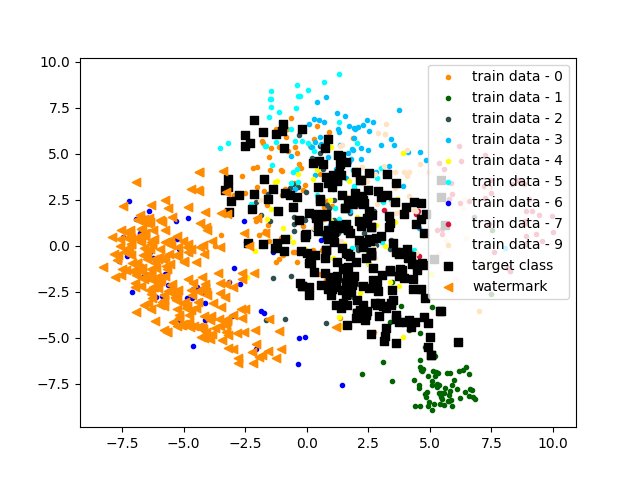 10.0
7.5
5.0
2.5
0.0
−2.5
−5.0
−7.5
−7.5 −5.0 −2.5 0.0 2.5 5.0 7.5 10.0
train data - 0
train data - 1
train data - 2
train data - 3
train data - 4
train data - 5
train data - 6
train data - 7
train data - 9
target class
watermark